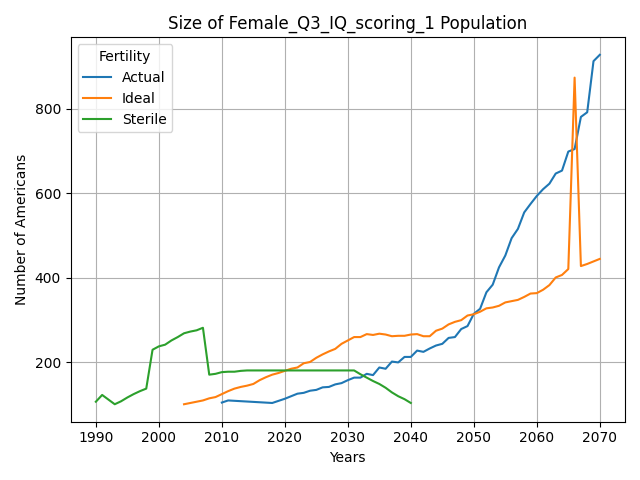 Size of Female_Q3_IQ_scoring_1 Population
Fertility
Actual
Ideal
Sterile
Number of Americans
800
600
400
200
1990 2000 2010 2020 2030 2040 2050 2060 2070
Years